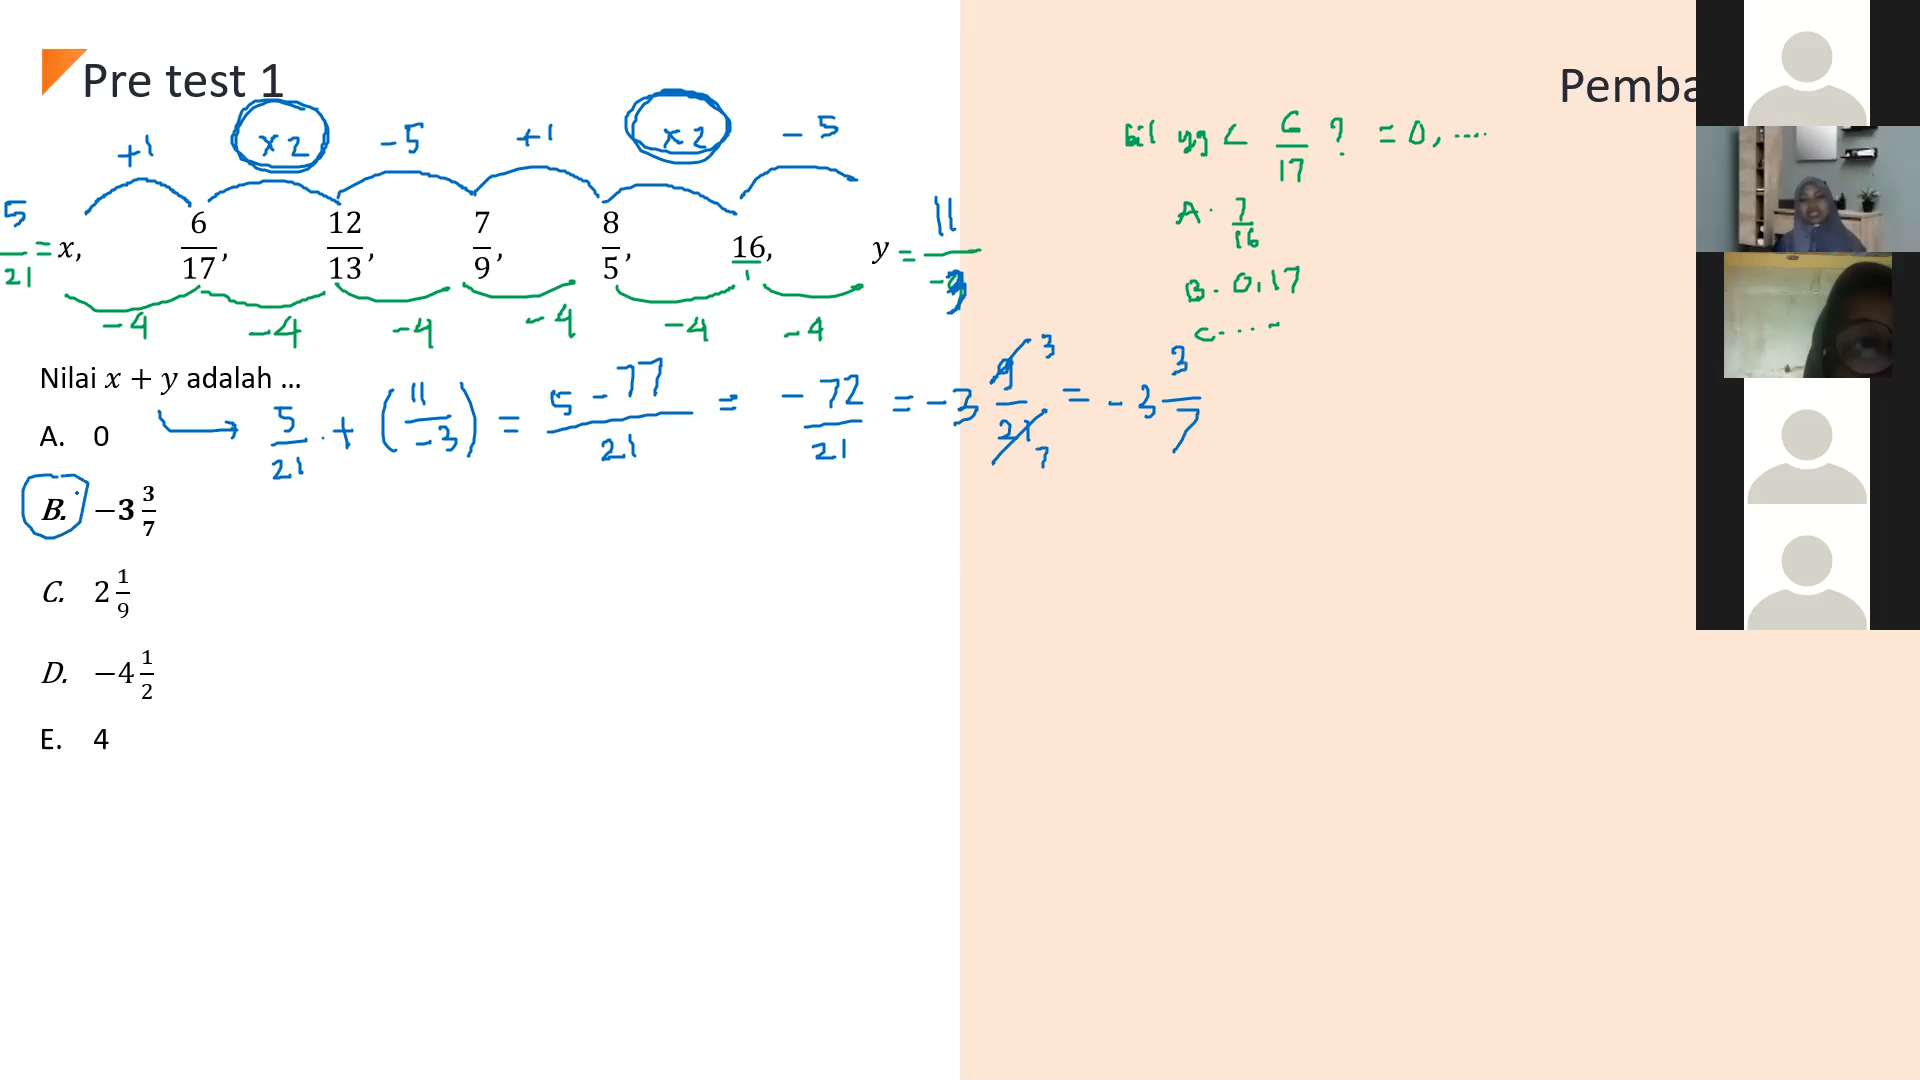 Pre test 1
Pemba
+1 ×2 -5 +1 ×2 -5
5/21 = x, 6/17, 12/13, 7/9, 8/5, 16/1, y = 11/-3
-4 -4 -4 -4 -4 -4
Nilai x + y adalah ...
5/21 + (11/-3) = 5 - 77/21 = -72/21 = -3 9/21 3 7 = -3 3/7
A. 0
B. −3 3/7
C. 2 1/9
D. −4 1/2
E. 4
bil yg < 6/17 ? = 0, ....
A. 7/16
B. 0,17
C. ...